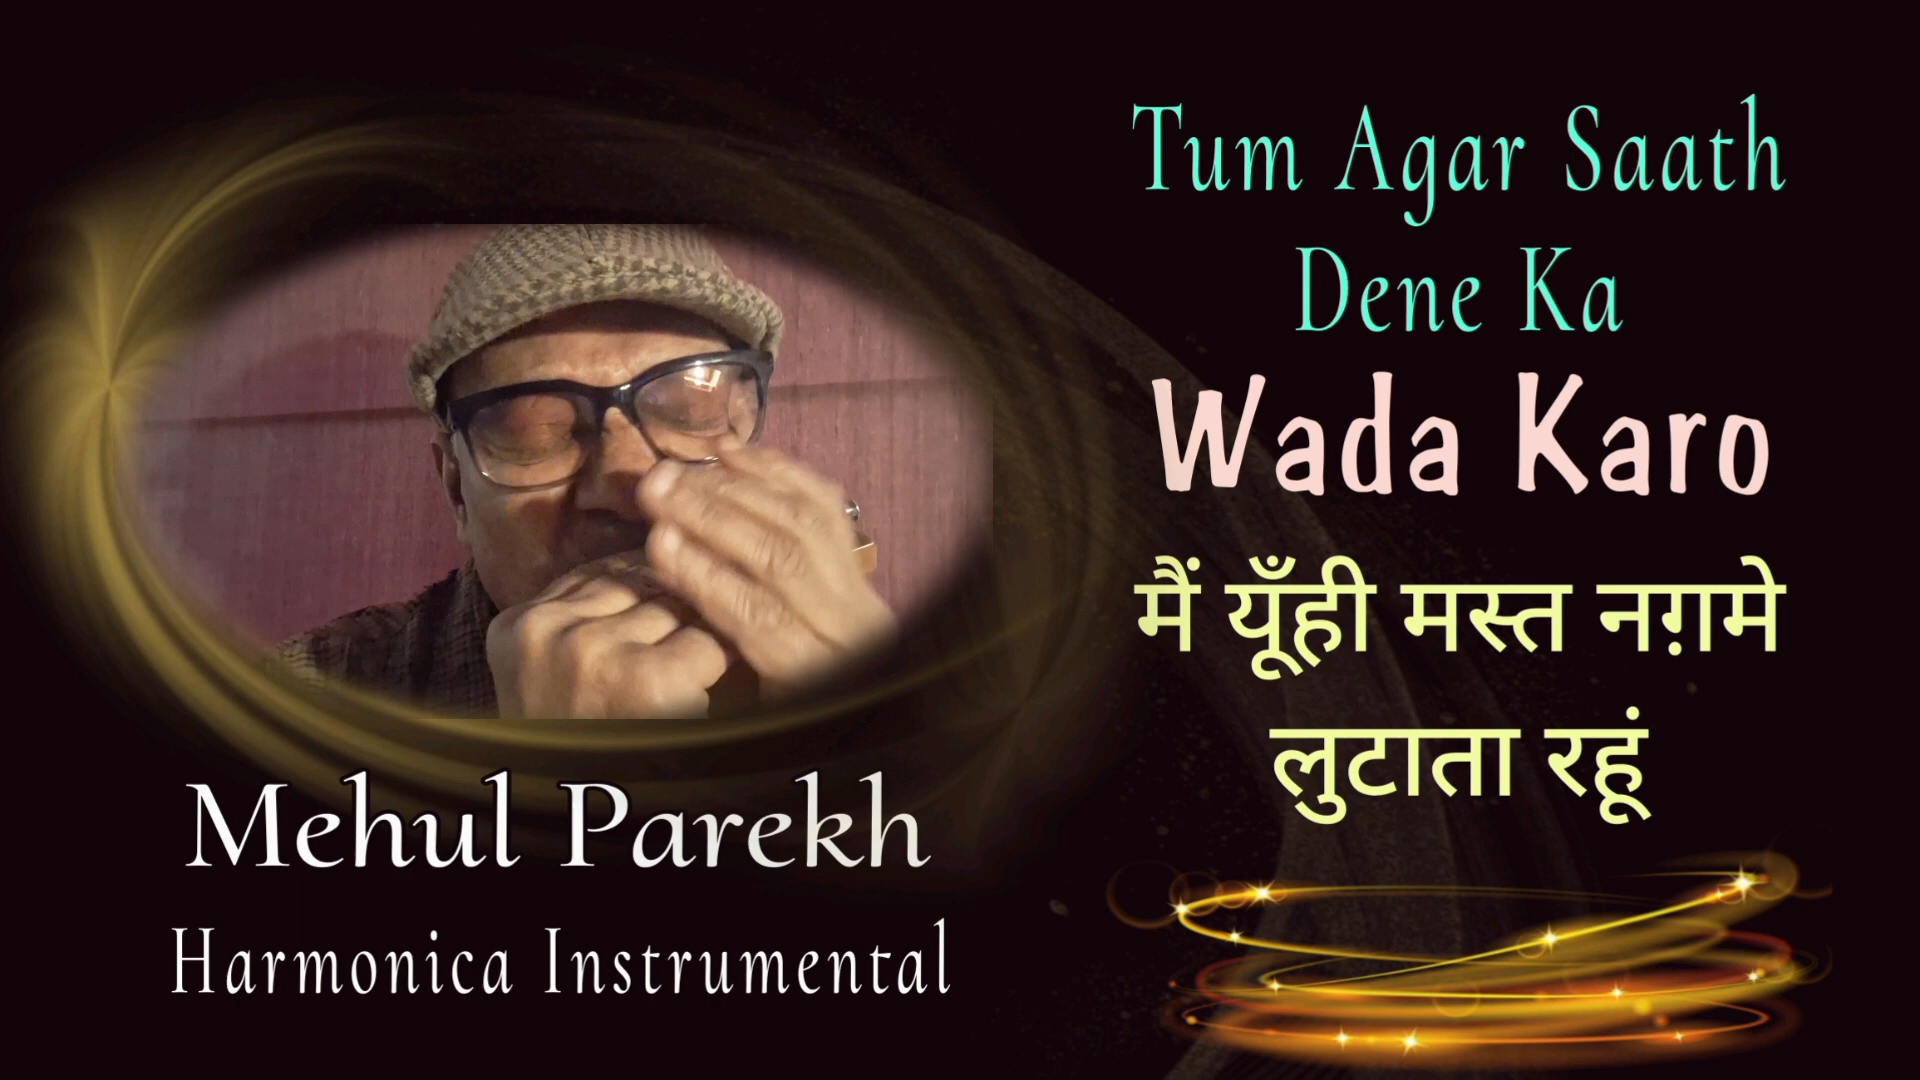 Tum Agar Saath
Dene Ka
Wada Karo
मैं यूँही मस्त नग़मे
लुटाता रहूं
Mehul Parekh
Harmonica Instrumental